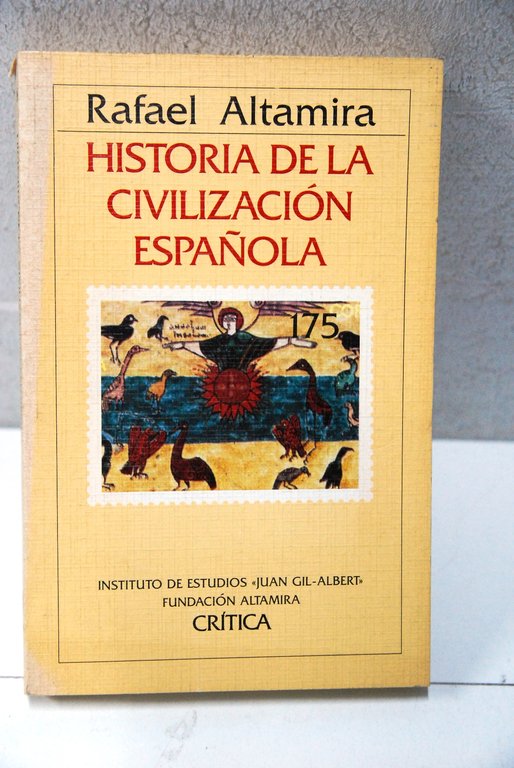 Rafael Altamira
HISTORIA DE LA
CIVILIZACIÓN
ESPAÑOLA
175
INSTITUTO DE ESTUDIOS «JUAN GIL-ALBERT»
FUNDACIÓN ALTAMIRA
CRÍTICA